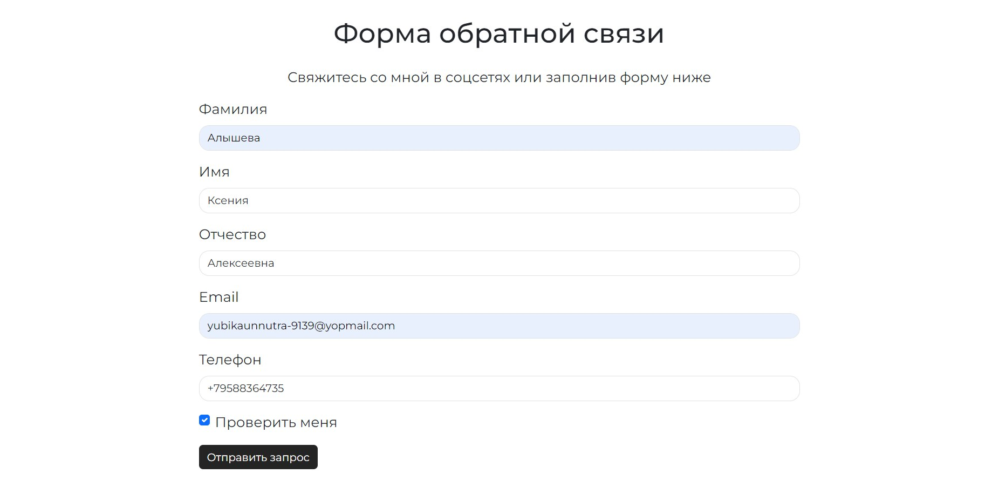 Форма обратной связи
Свяжитесь со мной в соцсетях или заполнив форму ниже
Фамилия
Алышева
Имя
Ксения
Отчество
Алексеевна
Email
yubikaunnutra-9139@yopmail.com
Телефон
+79588364735
Проверить меня
Отправить запрос